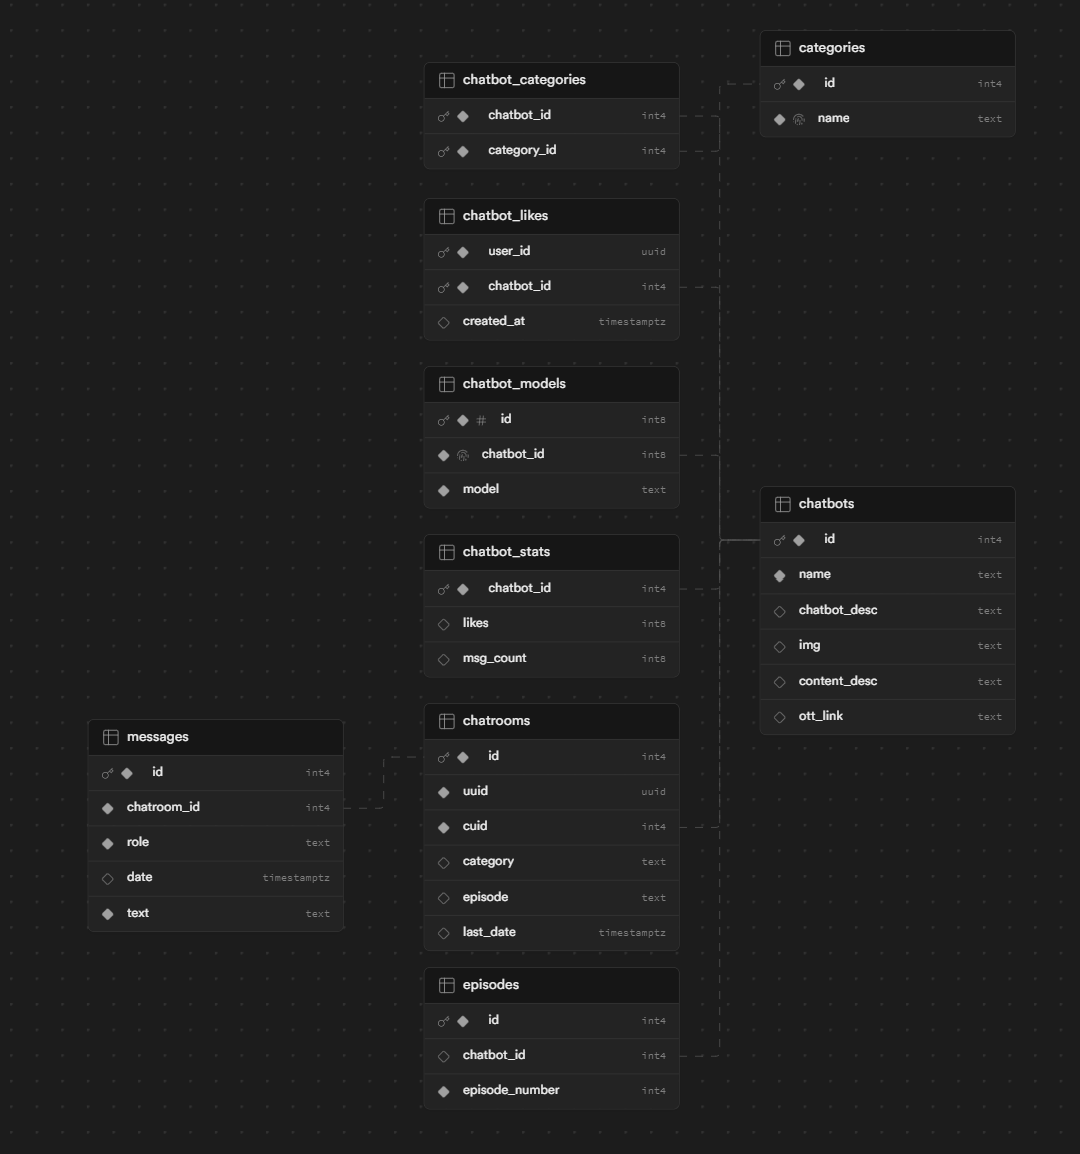 categories
id int4
name text
chatbot_categories
chatbot_id int4
category_id int4
chatbot_likes
user_id uuid
chatbot_id int4
created_at timestamptz
chatbot_models
# id int8
chatbot_id int8
model text
chatbot_stats
chatbot_id int4
likes int8
msg_count int8
chatbots
id int4
name text
chatbot_desc text
img text
content_desc text
ott_link text
messages
id int4
chatroom_id int4
role text
date timestamptz
text text
chatrooms
id int4
uuid uuid
cuid int4
category text
episode text
last_date timestamptz
episodes
id int4
chatbot_id int4
episode_number int4